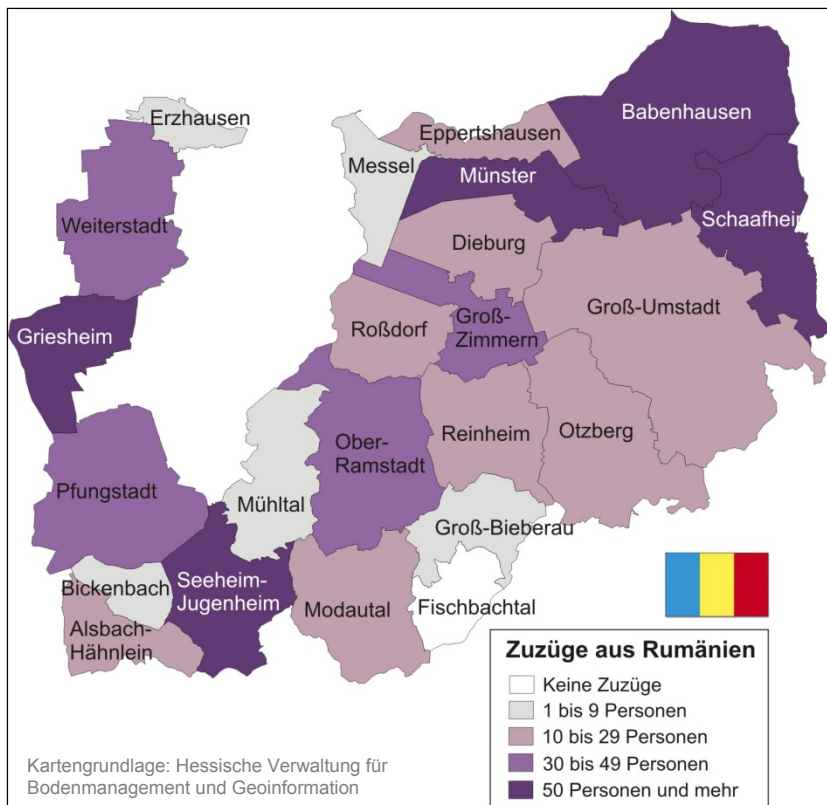 Erzhausen
Eppertshausen
Babenhausen
Messel
Münster
Weiterstadt
Schaafheim
Dieburg
Groß-Umstadt
Griesheim
Roßdorf
Groß-
Zimmern
Ober-
Ramstadt
Reinheim
Otzberg
Pfungstadt
Mühltal
Groß-Bieberau
Bickenbach
Seeheim-
Jugenheim
Modautal
Fischbachtal
Alsbach-
Hähnlein
Zuzüge aus Rumänien
Keine Zuzüge
1 bis 9 Personen
10 bis 29 Personen
30 bis 49 Personen
50 Personen und mehr
Kartengrundlage: Hessische Verwaltung für
Bodenmanagement und Geoinformation